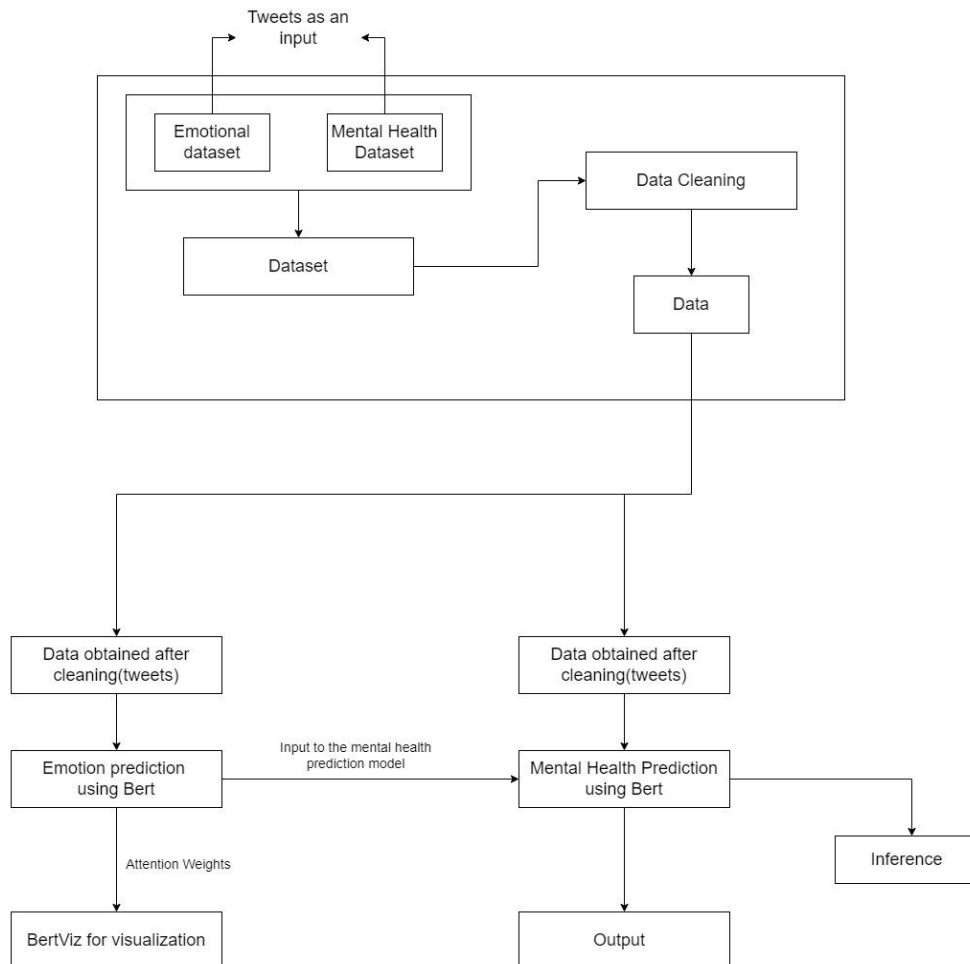 Tweets as an
input
Emotional
dataset
Mental Health
Dataset
Data Cleaning
Dataset
Data
Data obtained after
cleaning(tweets)
Data obtained after
cleaning(tweets)
Input to the mental health
prediction model
Emotion prediction
using Bert
Mental Health Prediction
using Bert
Attention Weights
Inference
BertViz for visualization
Output